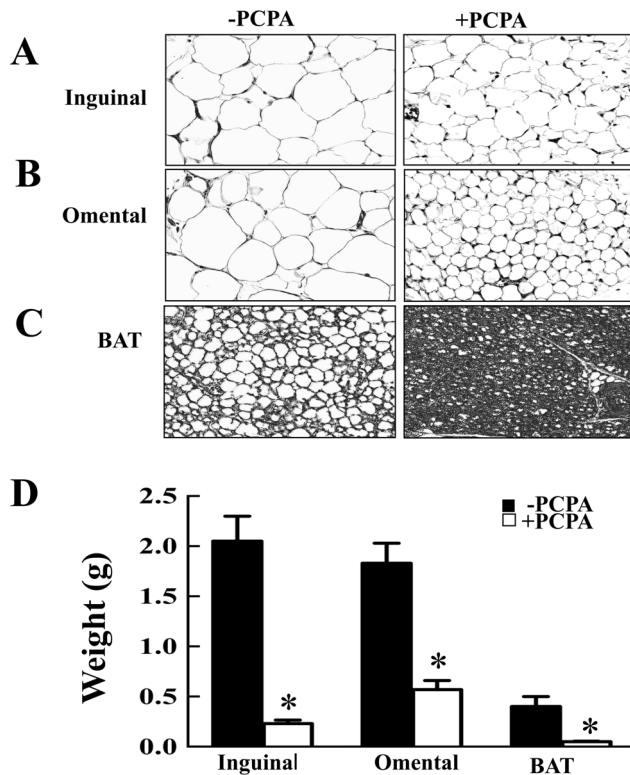 -PCPA +PCPA
A
Inguinal
B
Omental
C
BAT
D
2.5
-PCPA
+PCPA
2.0
1.5
1.0
0.5
0.0
Weight (g)
*
*
*
Inguinal Omental BAT